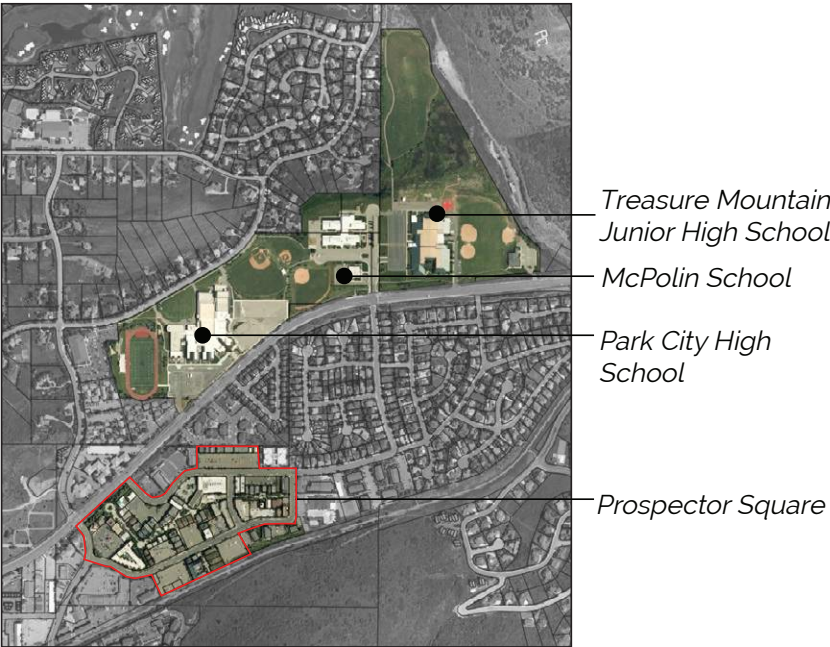 Treasure Mountain
Junior High School
McPolin School
Park City High
School
Prospector Square